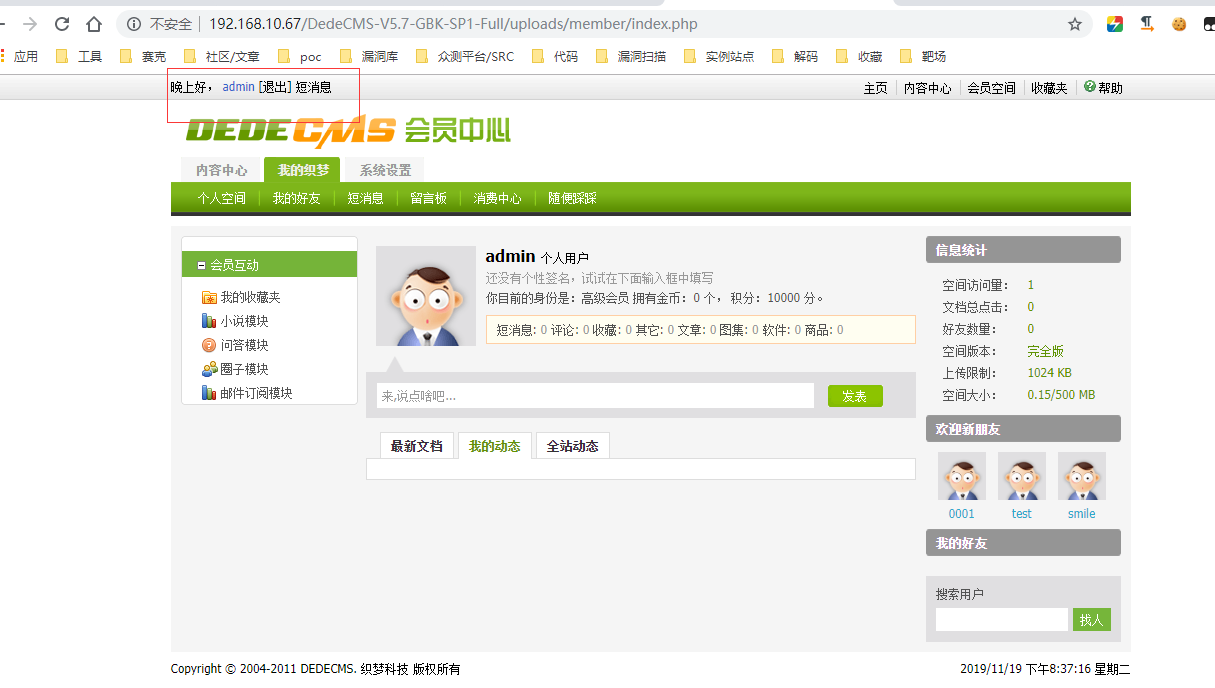 不安全 192.168.10.67/DedeCMS-V5.7-GBK-SP1-Full/uploads/member/index.php
应用 工具 赛克 社区/文章 poc 漏洞库 众测平台/SRC 代码 漏洞扫描 实例站点 解码 收藏 靶场
晚上好， admin [退出] 短消息 主页 内容中心 会员空间 收藏夹 帮助
DEDECMS 会员中心
内容中心 我的织梦 系统设置
个人空间 我的好友 短消息 留言板 消费中心 随便踩踩
会员互动
我的收藏夹
小说模块
问答模块
圈子模块
邮件订阅模块
admin 个人用户
还没有个性签名，试试在下面输入框中填写
你目前的身份是：高级会员 拥有金币：0 个， 积分：10000 分。
短消息: 0 评论: 0 收藏: 0 其它: 0 文章: 0 图集: 0 软件: 0 商品: 0
来,说点啥吧... 发表
最新文档 我的动态 全站动态
信息统计
空间访问量： 1
文档总点击： 0
好友数量： 0
空间版本： 完全版
上传限制： 1024 KB
空间大小： 0.15/500 MB
欢迎新朋友
0001 test smile
我的好友
搜索用户
找人
Copyright © 2004-2011 DEDECMS. 织梦科技 版权所有 2019/11/19 下午8:37:16 星期二